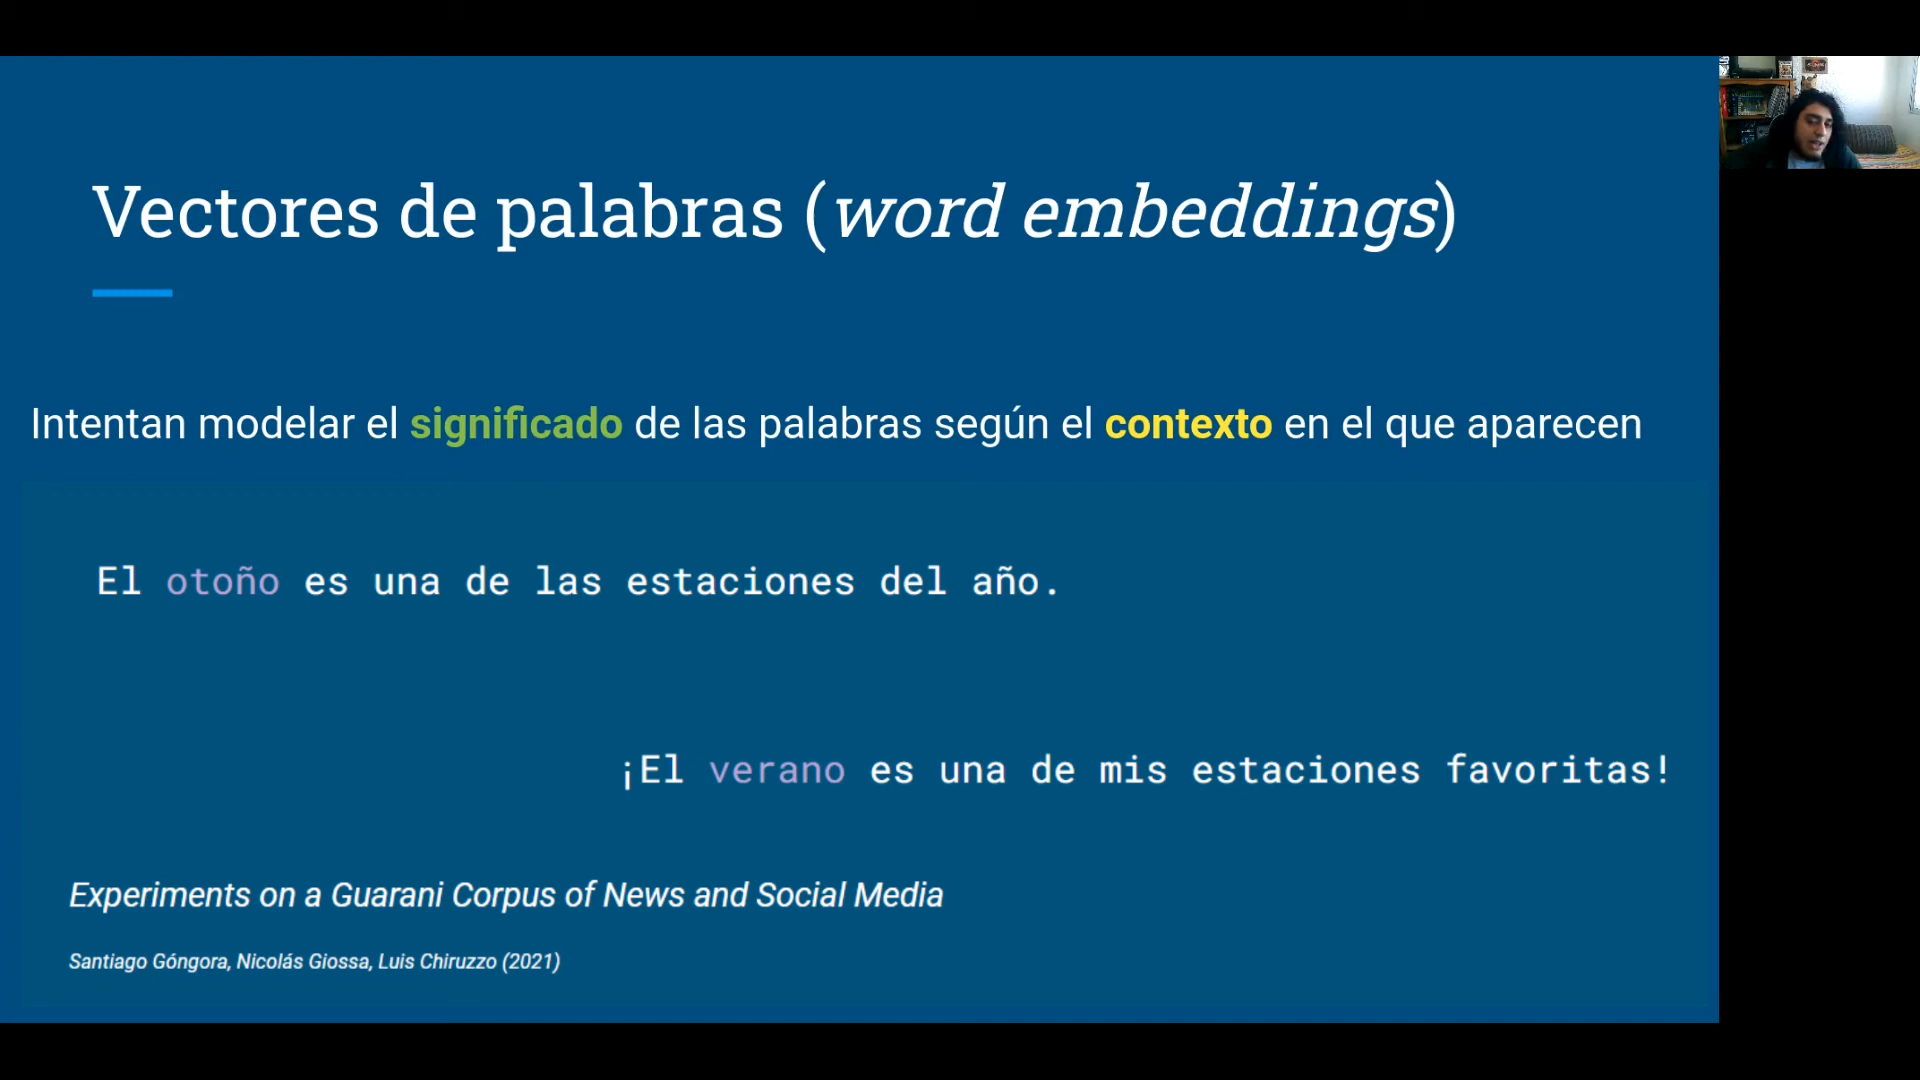 Vectores de palabras (word embeddings)
Intentan modelar el significado de las palabras según el contexto en el que aparecen
El otoño es una de las estaciones del año.
¡El verano es una de mis estaciones favoritas!
Experiments on a Guarani Corpus of News and Social Media
Santiago Góngora, Nicolás Giossa, Luis Chiruzzo (2021)